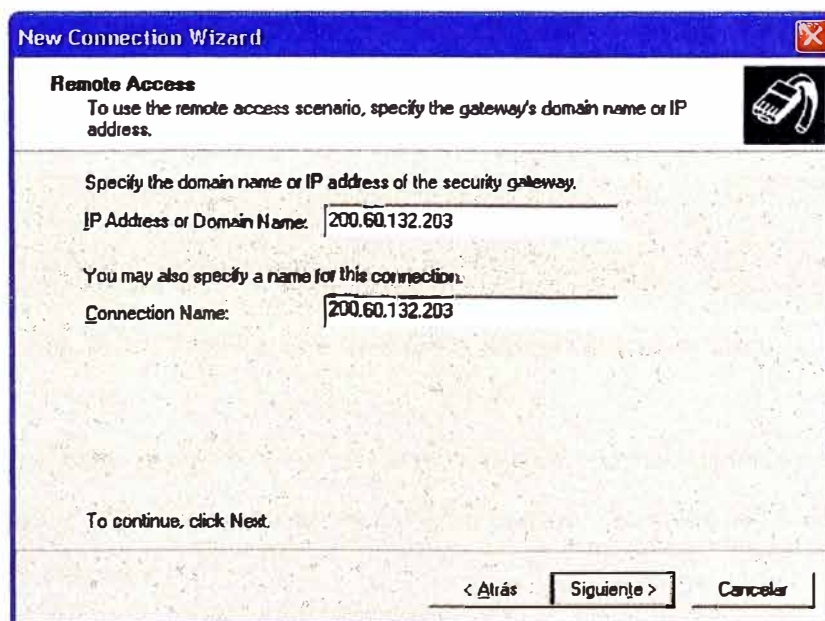 New Connection Wizard
Remote Access
To use the remote access scenario, specify the gateway's domain name or IP
address.
Specify the domain name or IP address of the security gateway.
IP Address or Domain Name: 200.60.132.203
You may also specify a name for this connection.
Connection Name: 200.60.132.203
To continue, click Next.
< Atrás Siguiente > Cancelar